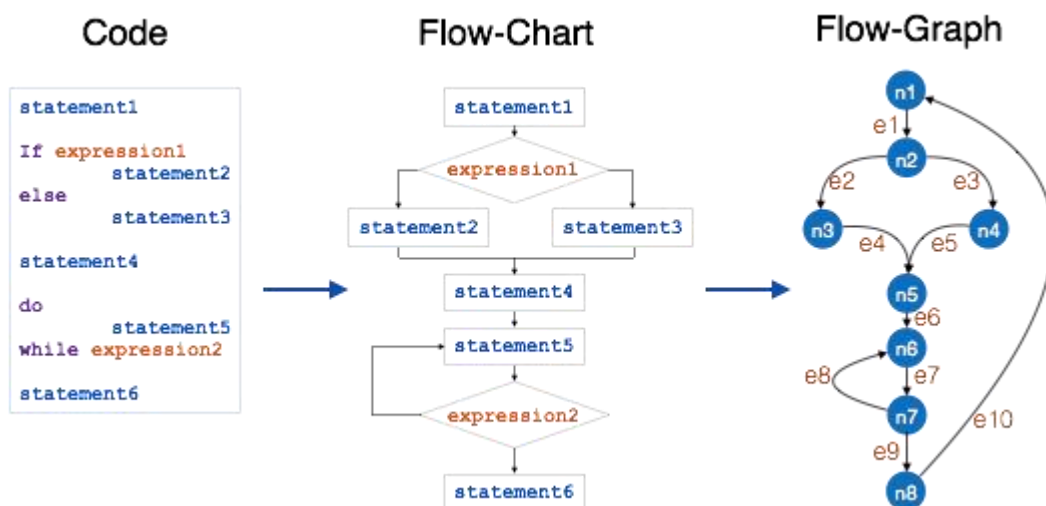 Code
statement1
If expression1
statement2
else
statement3
statement4
do
statement5
while expression2
statement6
Flow-Chart
statement1
expression1
statement2
statement3
statement4
statement5
expression2
statement6
Flow-Graph
n1
e1
n2
e2
e3
n3
n4
e4
e5
n5
e6
n6
e8
e7
n7
e9
e10
n8